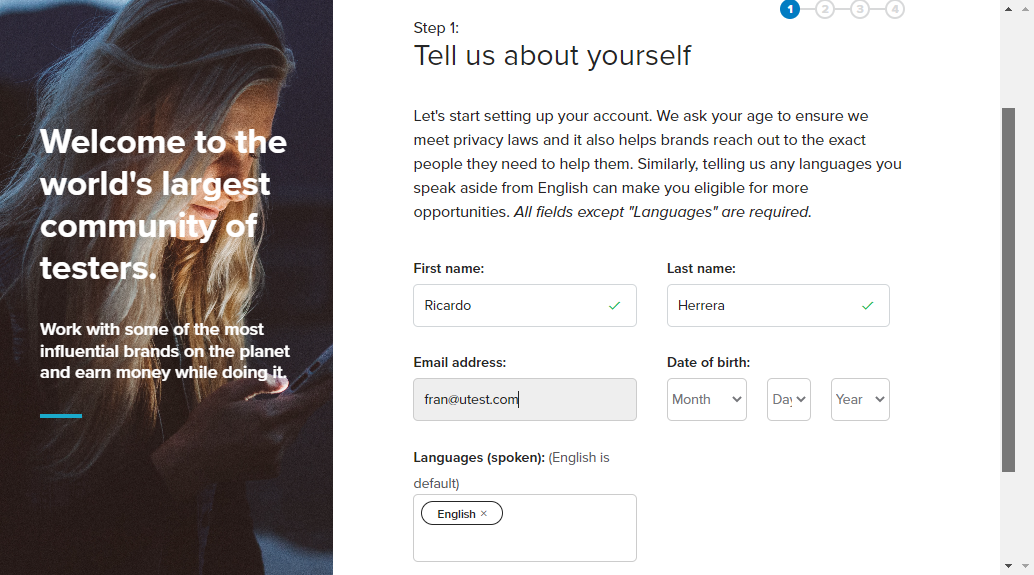 Welcome to the
world's largest
community of
testers.
Work with some of the most
influential brands on the planet
and earn money while doing it.
1 2 3 4
Step 1:
Tell us about yourself
Let's start setting up your account. We ask your age to ensure we
meet privacy laws and it also helps brands reach out to the exact
people they need to help them. Similarly, telling us any languages you
speak aside from English can make you eligible for more
opportunities. All fields except "Languages" are required.
First name: Last name:
Ricardo Herrera
Email address: Date of birth:
fran@utest.com Month Day Year
Languages (spoken): (English is
default)
English ×